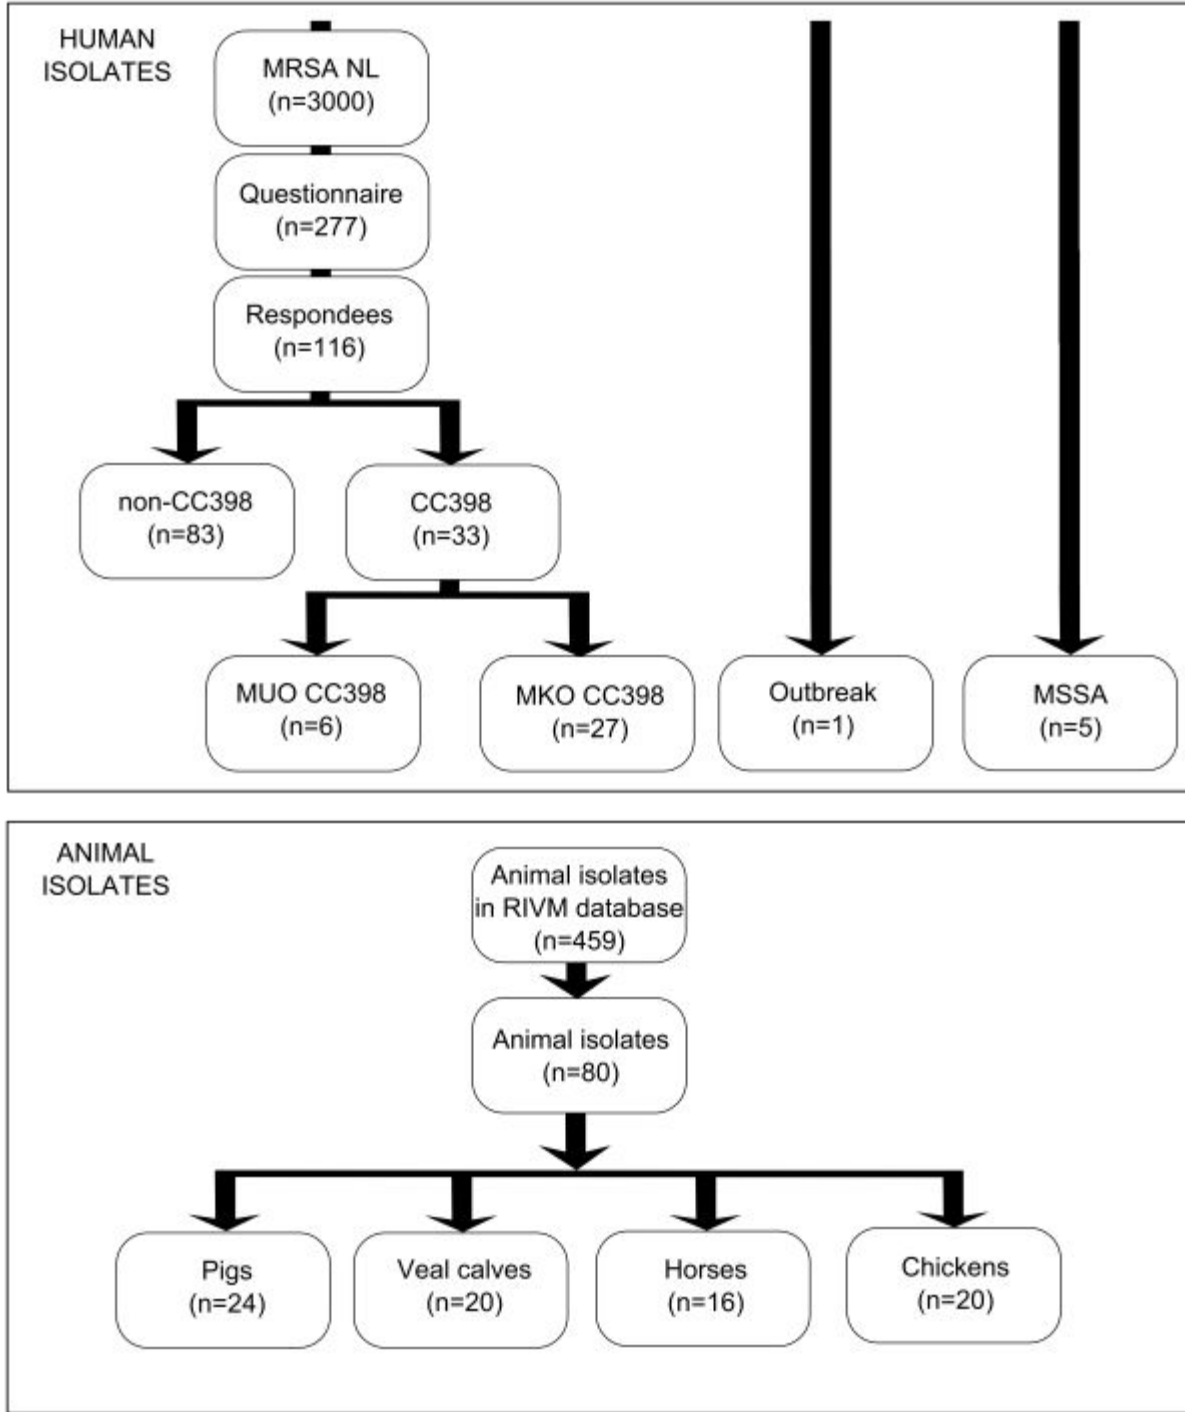 HUMAN
ISOLATES
MRSA NL
(n=3000)
Questionnaire
(n=277)
Respondees
(n=116)
non-CC398
(n=83)
CC398
(n=33)
MUO CC398
(n=6)
MKO CC398
(n=27)
Outbreak
(n=1)
MSSA
(n=5)
ANIMAL
ISOLATES
Animal isolates
in RIVM database
(n=459)
Animal isolates
(n=80)
Pigs
(n=24)
Veal calves
(n=20)
Horses
(n=16)
Chickens
(n=20)